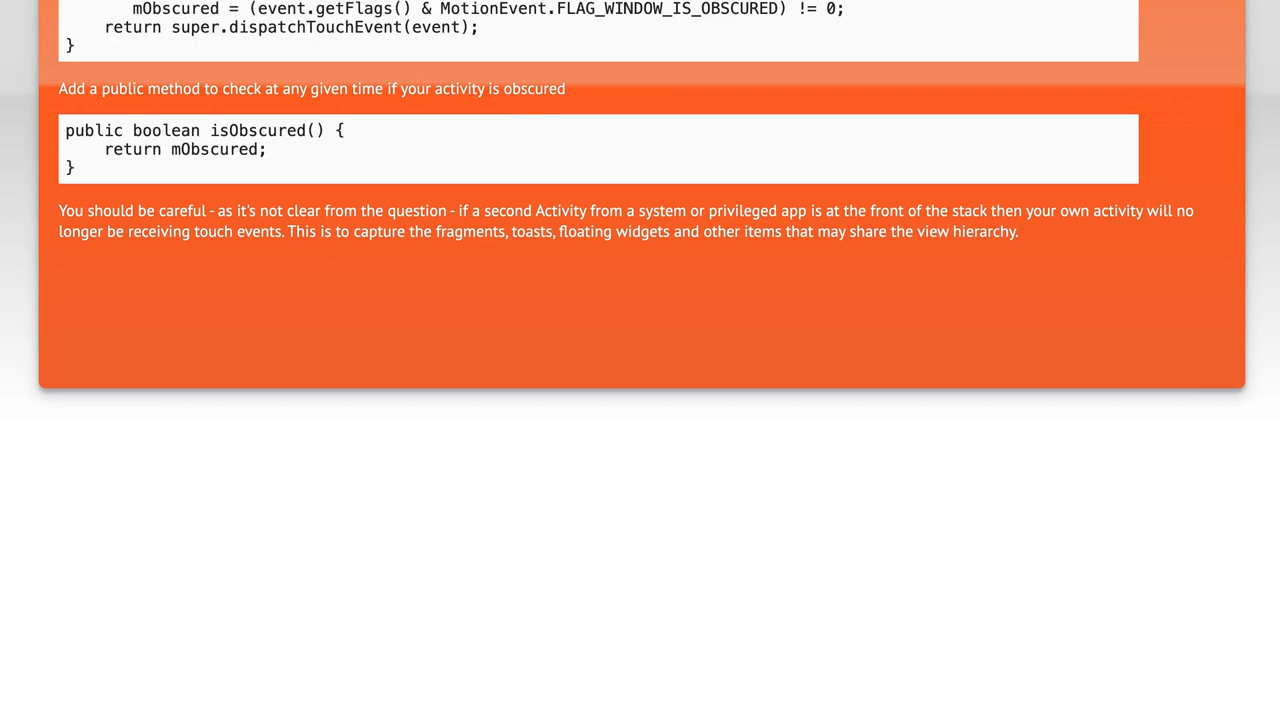 mObscured = (event.getFlags() & MotionEvent.FLAG_WINDOW_IS_OBSCURED) != 0;
return super.dispatchTouchEvent(event);
}
Add a public method to check at any given time if your activity is obscured
public boolean isObscured() {
return mObscured;
}
You should be careful - as it's not clear from the question - if a second Activity from a system or privileged app is at the front of the stack then your own activity will no
longer be receiving touch events. This is to capture the fragments, toasts, floating widgets and other items that may share the view hierarchy.